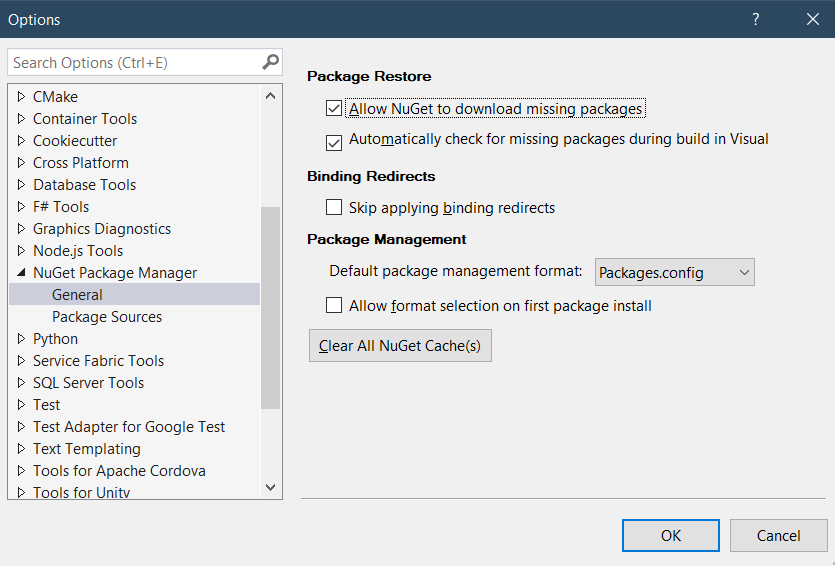 Options
?
Search Options (Ctrl+E)
CMake
Container Tools
Cookiecutter
Cross Platform
Database Tools
F# Tools
Graphics Diagnostics
Node.js Tools
NuGet Package Manager
General
Package Sources
Python
Service Fabric Tools
SQL Server Tools
Test
Test Adapter for Google Test
Text Templating
Tools for Apache Cordova
Tools for Unity
Package Restore
Allow NuGet to download missing packages
Automatically check for missing packages during build in Visual
Binding Redirects
Skip applying binding redirects
Package Management
Default package management format: Packages.config
Allow format selection on first package install
Clear All NuGet Cache(s)
OK Cancel